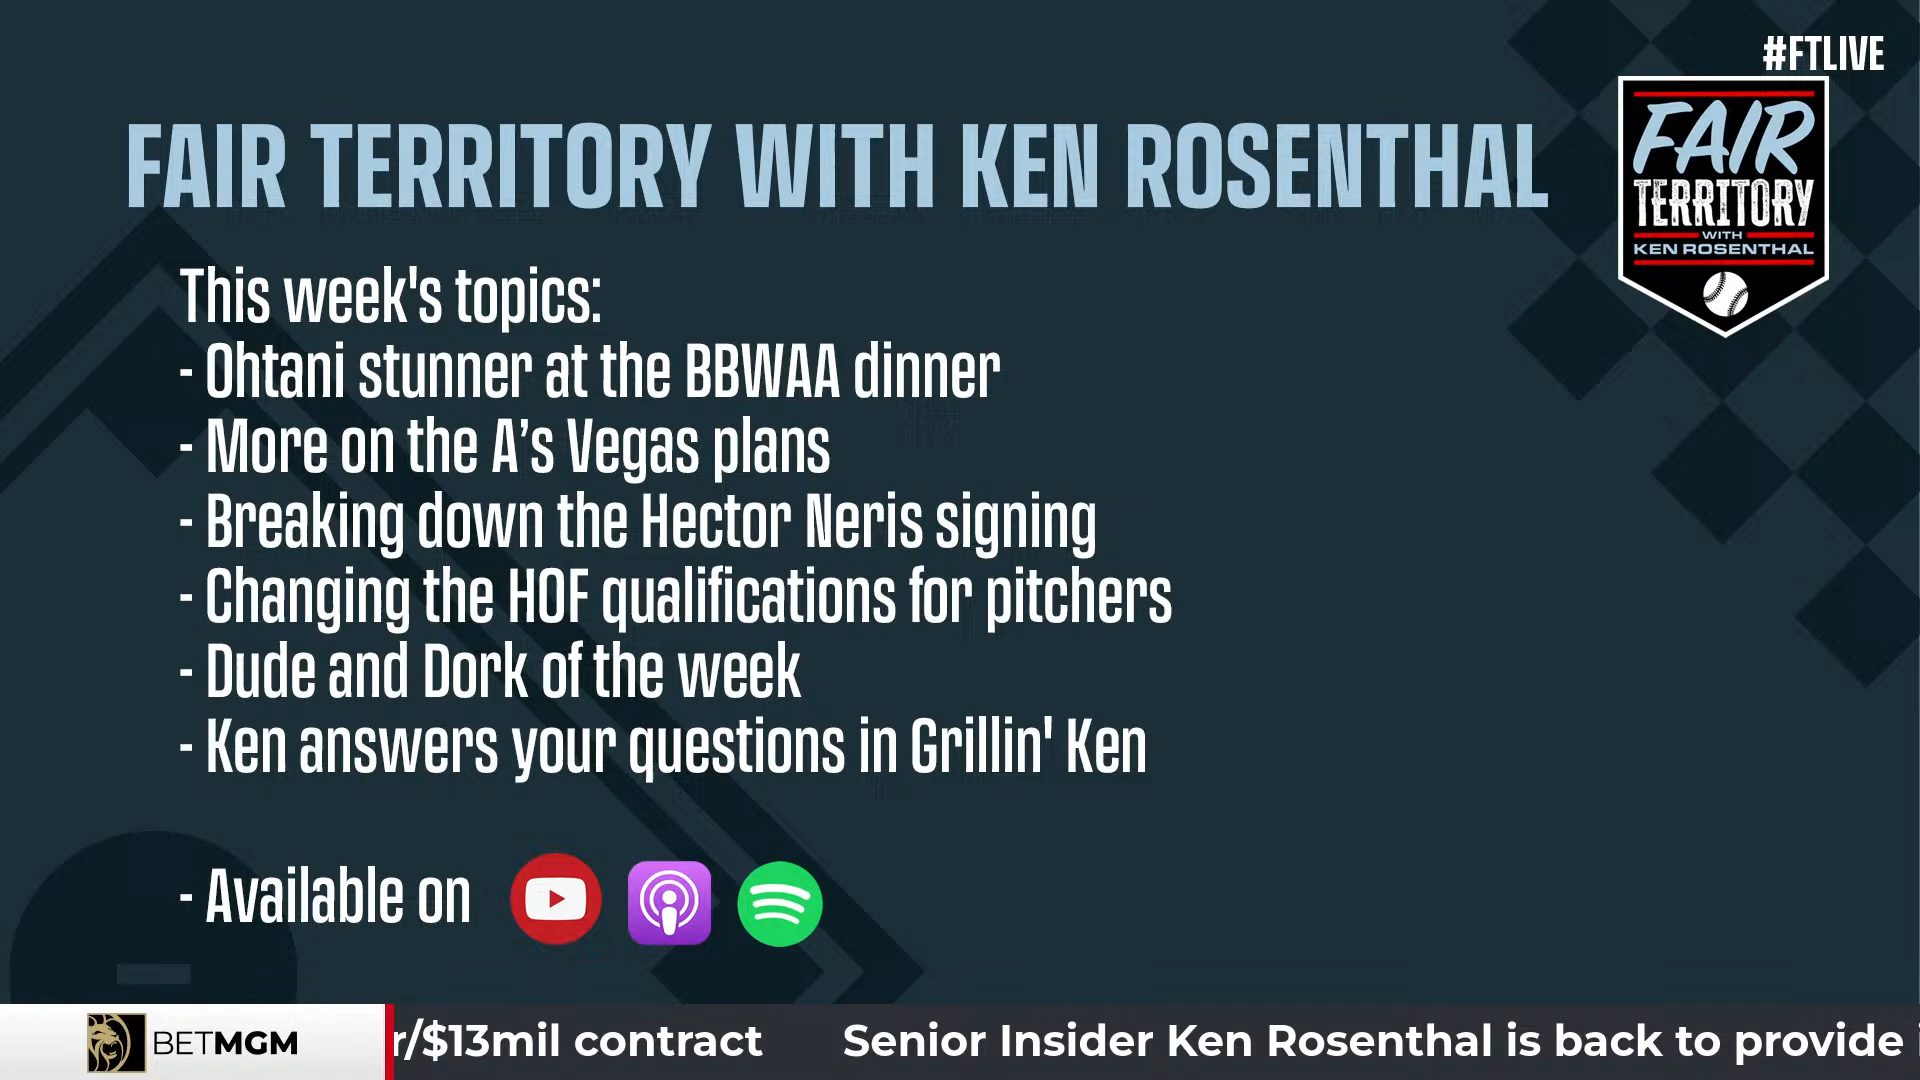 #FTLIVE
FAIR TERRITORY WITH KEN ROSENTHAL
FAIR
TERRITORY
WITH
KEN ROSENTHAL
This week's topics:
- Ohtani stunner at the BBWAA dinner
- More on the A’s Vegas plans
- Breaking down the Hector Neris signing
- Changing the HOF qualifications for pitchers
- Dude and Dork of the week
- Ken answers your questions in Grillin' Ken
- Available on
BETMGM
r/$13mil contract Senior Insider Ken Rosenthal is back to provide